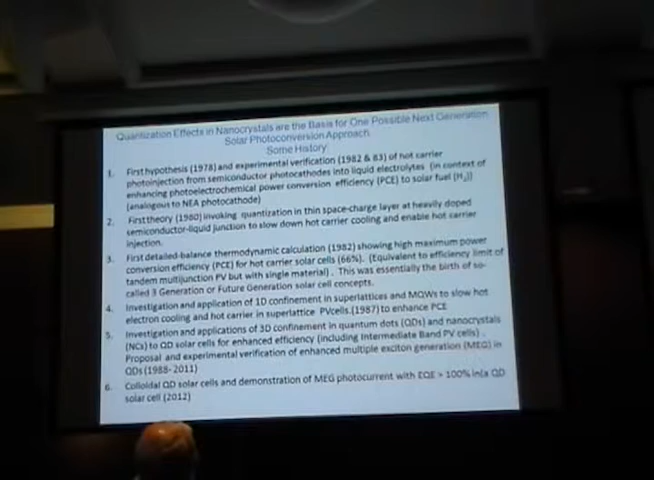 Quantization Effects in Nanocrystals are the Basis for One Possible Next Generation
Solar Photoconversion Approach
Some History
1. First hypothesis (1978) and experimental verification (1982 & 83) of hot carrier
photoinjection from semiconductor photocathodes into liquid electrolytes (in context of
enhancing photoelectrochemical power conversion efficiency (PCE) to solar fuel (H2))
(analogous to NEA photocathode)
2. First theory (1980) invoking quantization in thin space-charge layer at heavily doped
semiconductor-liquid junction to slow down hot carrier cooling and enable hot carrier
injection.
3. First detailed-balance thermodynamic calculation (1982) showing high maximum power
conversion efficiency (PCE) for hot carrier solar cells (66%). (Equivalent to efficiency limit of
tandem multijunction PV but with single material). This was essentially the birth of so-
called 3 Generation or Future Generation solar cell concepts.
4. Investigation and application of 1D confinement in superlattices and MQWs to slow hot
electron cooling and hot carrier in superlattice PVcells.(1987) to enhance PCE
5. Investigation and applications of 3D confinement in quantum dots (QDs) and nanocrystals
(NCs) to QD solar cells for enhanced efficiency (including Intermediate Band PV cells) .
Proposal and experimental verification of enhanced multiple exciton generation (MEG) in
QDs (1988- 2011)
6. Colloidal QD solar cells and demonstration of MEG photocurrent with EQE > 100% in a QD
solar cell (2012)